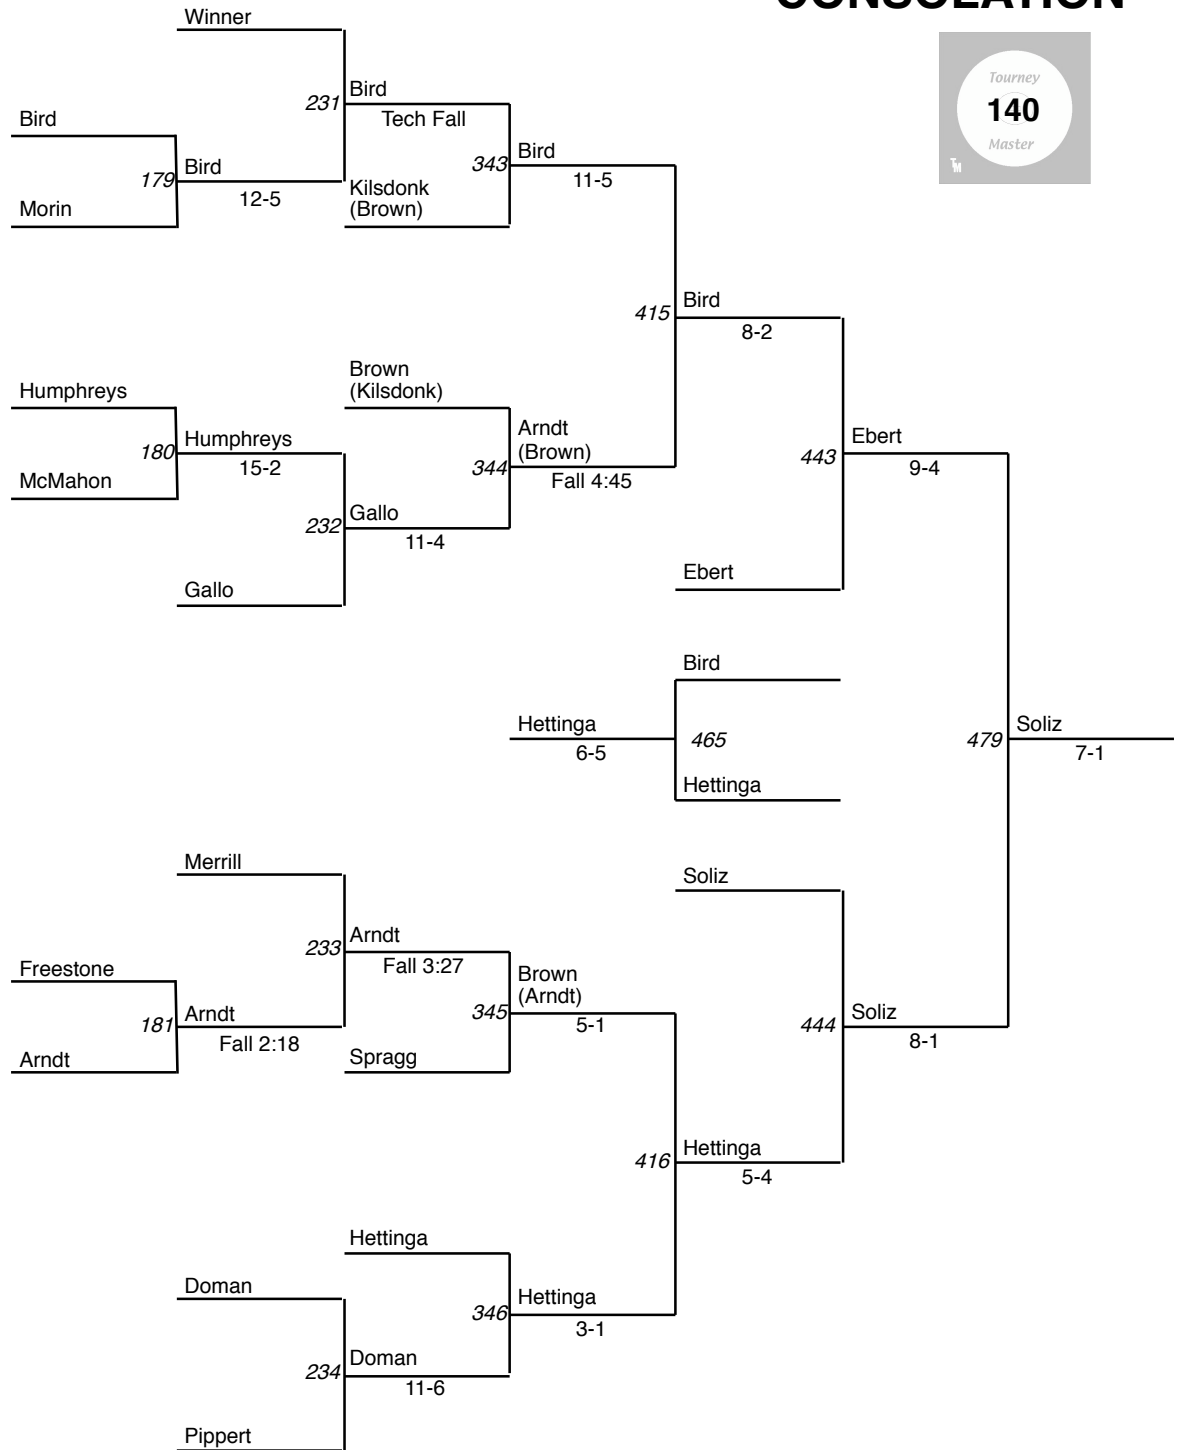 CONSOLATION
Winner
Tourney
140
Master
TM
231
Bird
Tech Fall
Bird
179
Bird
12-5
Morin
343
Bird
11-5
Kilsdonk
(Brown)
415
Bird
8-2
Brown
(Kilsdonk)
Humphreys
180
Humphreys
15-2
McMahon
344
Arndt
(Brown)
Fall 4:45
443
Ebert
9-4
232
Gallo
11-4
Gallo
Ebert
Bird
Hettinga
6-5
465
Hettinga
479
Soliz
7-1
Merrill
Soliz
233
Arndt
Fall 3:27
Freestone
181
Arndt
Fall 2:18
Arndt
345
Brown
(Arndt)
5-1
Spragg
444
Soliz
8-1
416
Hettinga
5-4
Hettinga
Doman
346
Hettinga
3-1
234
Doman
11-6
Pippert